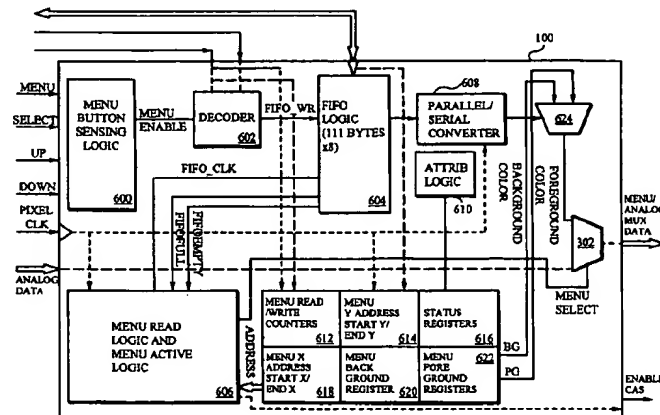 100
MENU
SELECT
UP
DOWN
PIXEL
CLK
ANALOG
DATA
MENU
BUTTON
SENSING
LOGIC
600
MENU
ENABLE
DECODER
602
FIFO_WR
FIFO
LOGIC
(111 BYTES
x8)
604
608
PARALLEL/
SERIAL
CONVERTER
ATTRIB
LOGIC
610
624
BACKGROUND
COLOR
FOREGROUND
COLOR
302
MENU/
ANALOG
MUX
DATA
MENU
SELECT
FIFO_CLK
FIFOFULL
FIFOEMPTY
MENU READ
LOGIC AND
MENU ACTIVE
LOGIC
606
ADDRESS
MENU READ
/WRITE
COUNTERS
612
MENU
Y ADDRESS
START Y/
END Y
614
STATUS
REGISTERS
616
MENU X
ADDRESS
START X/
END X
618
MENU
BACK
GROUND
REGISTER
620
622
MENU
FORE
GROUND
REGISTERS
BG
FG
ENABLE
CAS